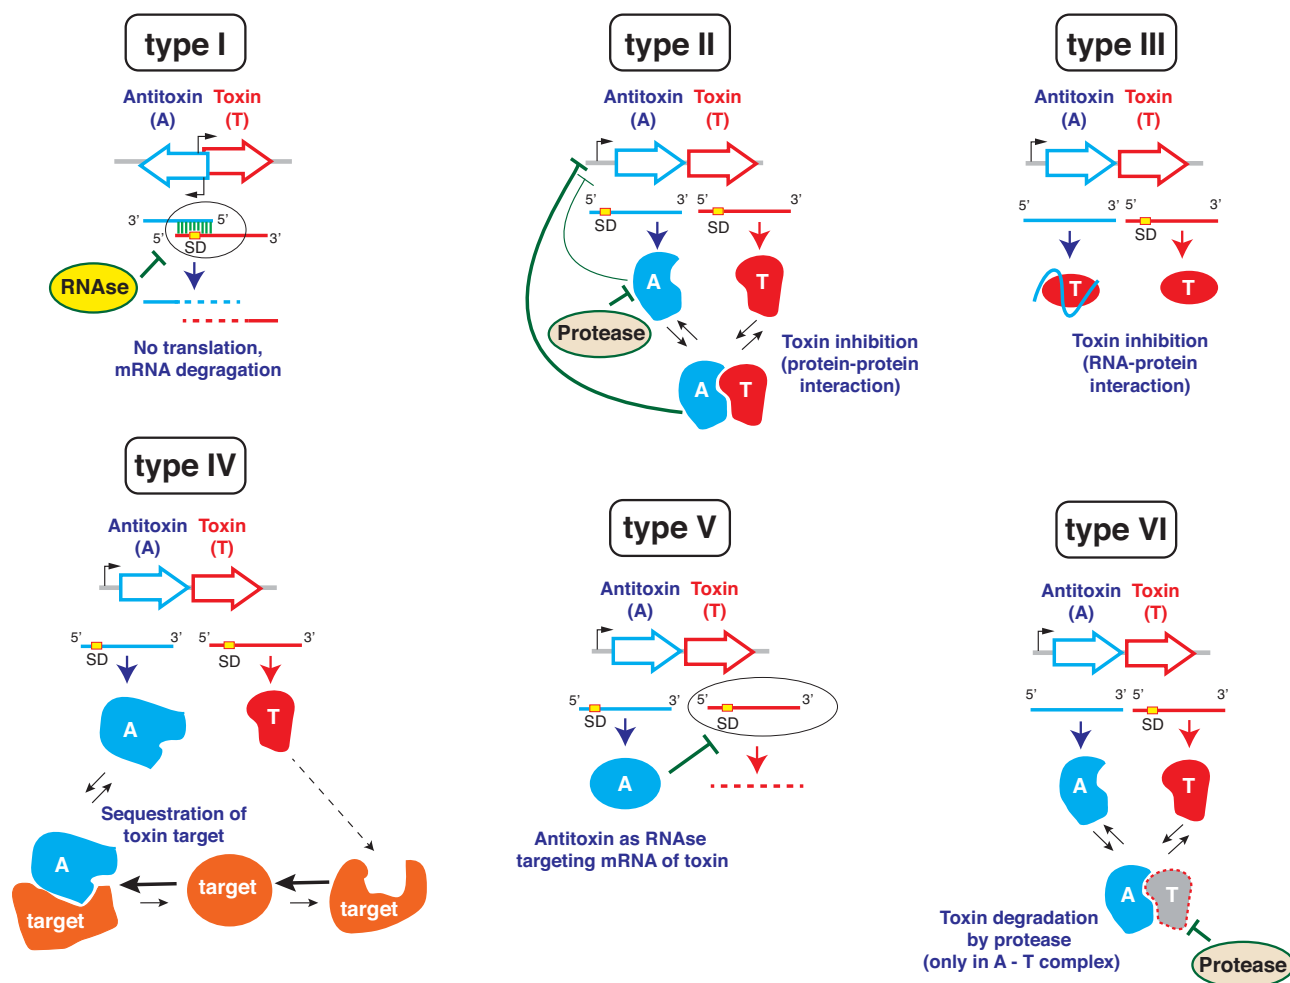 type I
Antitoxin Toxin
(A) (T)
3’ 5’
5’ 3’
SD
RNAse
No translation,
mRNA degragation
type II
Antitoxin Toxin
(A) (T)
5’ 3’ 5’ 3’
SD SD
A T
Protease
A T
Toxin inhibition
(protein-protein
interaction)
type III
Antitoxin Toxin
(A) (T)
5’ 3’ 5’ 3’
SD
T T
Toxin inhibition
(RNA-protein
interaction)
type IV
Antitoxin Toxin
(A) (T)
5’ 3’ 5’ 3’
SD SD
A T
Sequestration of
toxin target
A
target target target
type V
Antitoxin Toxin
(A) (T)
5’ 3’ 5’ 3’
SD SD
A
Antitoxin as RNAse
targeting mRNA of toxin
type VI
Antitoxin Toxin
(A) (T)
5’ 3’ 5’ 3’
SD
A T
A T
Toxin degradation
by protease
(only in A - T complex)
Protease